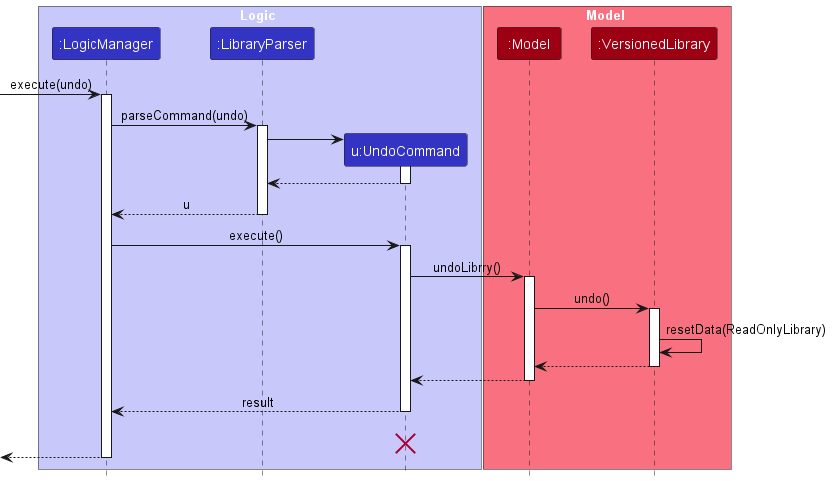 Logic
Model
:LogicManager
:LibraryParser
:Model
:VersionedLibrary
execute(undo)
parseCommand(undo)
u:UndoCommand
u
execute()
undoLibrry()
undo()
resetData(ReadOnlyLibrary)
result